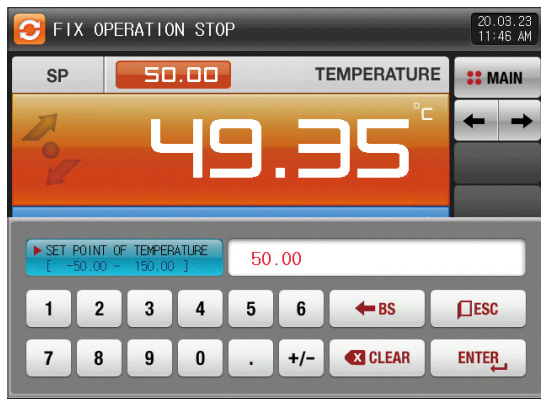 FIX OPERATION STOP
20.03.23
11:46 AM
SP 50.00 TEMPERATURE
MAIN
49.35 °C
← →
▶ SET POINT OF TEMPERATURE
[ -50.00 ~ 150.00 ]
50.00
1 2 3 4 5 6 ← BS ESC
7 8 9 0 . +/- X CLEAR ENTER